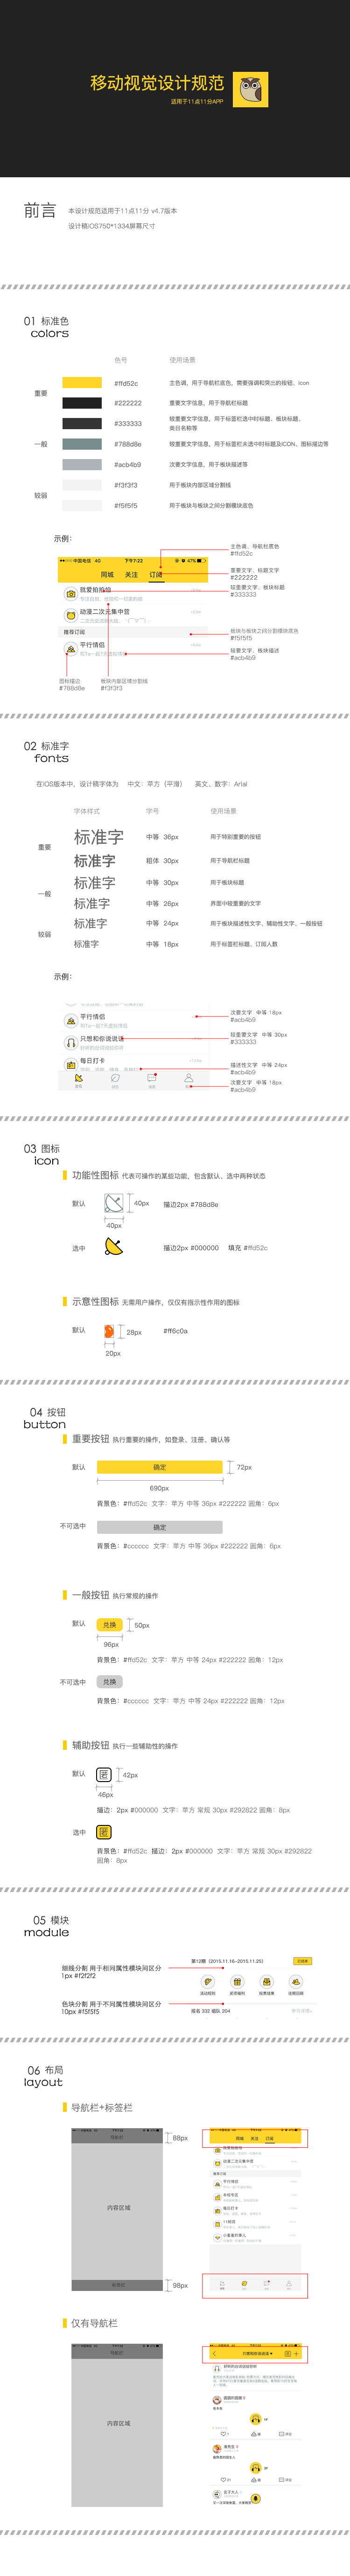 移动视觉设计规范
适用于11点11分APP
前言
本设计规范适用于11点11分 v4.7版本
设计稿iOS750*1334屏幕尺寸
01 标准色
colors
色号 使用场景
重要
#ffd52c 主色调，用于导航栏底色，需要强调和突出的按钮、icon
#222222 重要文字信息，用于导航栏标题
#333333 较重要文字信息，用于标签栏选中时标题、板块标题、
类目名称等
一般
#788d8e 较重要文字信息，用于标签栏未选中时标题及ICON、图标描边等
#acb4b9 次要文字信息，用于板块描述等
较弱
#f3f3f3 用于板块内部区域分割线
#f5f5f5 用于板块与板块之间分割模块底色
示例：
中国电信 4G 下午7:22 47%
同城 关注 订阅
就爱拍拍拍
动漫二次元集中营
推荐订阅
平行情侣
主色调、导航栏底色
#ffd52c
重要文字，标题文字
#222222
较重要文字，板块标题
#333333
板块与板块之间分割模块底色
#f5f5f5
较要文字，板块描述
#acb4b9
图标描边
#788d8e
板块内部区域分割线
#f3f3f3
02 标准字
fonts
在iOS版本中，设计稿字体为 中文：苹方（平滑） 英文、数字：Arial
字体样式 字号 使用场景
重要
标准字 中等 36px 用于特别重要的按钮
标准字 粗体 30px 用于导航栏标题
标准字 中等 30px 用于板块标题
一般
标准字 中等 26px 界面中较重要的文字
标准字 中等 24px 用于板块描述性文字、辅助性文字、一般按钮
较弱
标准字 中等 18px 用于标签栏标题、订阅人数
示例：
平行情侣
只想和你说说话
每日打卡
次要文字 中等 18px
#acb4b9
较重要文字 中等 30px
#333333
描述性文字 中等 24px
#acb4b9
次要文字 中等 18px
#acb4b9
03 图标
icon
功能性图标 代表可操作的某些功能，包含默认、选中两种状态
默认 40px 描边2px #788d8e
40px
选中 描边2px #000000 填充 #ffd52c
示意性图标 无需用户操作，仅仅有指示性作用的图标
默认 28px #ff6c0a
20px
04 按钮
button
重要按钮 执行重要的操作，如登录、注册、确认等
默认 确定 72px
690px
背景色：#ffd52c 文字：苹方 中等 36px #222222 圆角：6px
不可选中 确定
背景色：#cccccc 文字：苹方 中等 36px #222222 圆角：6px
一般按钮 执行常规的操作
默认 兑换 50px
96px
背景色：#ffd52c 文字：苹方 中等 24px #222222 圆角：12px
不可选中 兑换
背景色：#cccccc 文字：苹方 中等 24px #222222 圆角：12px
辅助按钮 执行一些辅助性的操作
默认 匿 42px
46px
描边：2px #000000 文字：苹方 常规 30px #292822 圆角：8px
选中 匿
背景色：#ffd52c 描边：2px #000000 文字：苹方 常规 30px #292822
圆角：8px
05 模块
module
细线分割 用于相同属性模块间区分
1px #f2f2f2
色块分割 用于不同属性模块间区分
10px #f5f5f5
第12期（2015.11.16-2015.11.25）
报名 332 组队 204
06 布局
layout
导航栏+标签栏
导航栏
88px
内容区域
标签栏
98px
同城 关注 订阅
动漫二次元集中营
推荐订阅
平行情侣
每日打卡
仅有导航栏
导航栏
内容区域